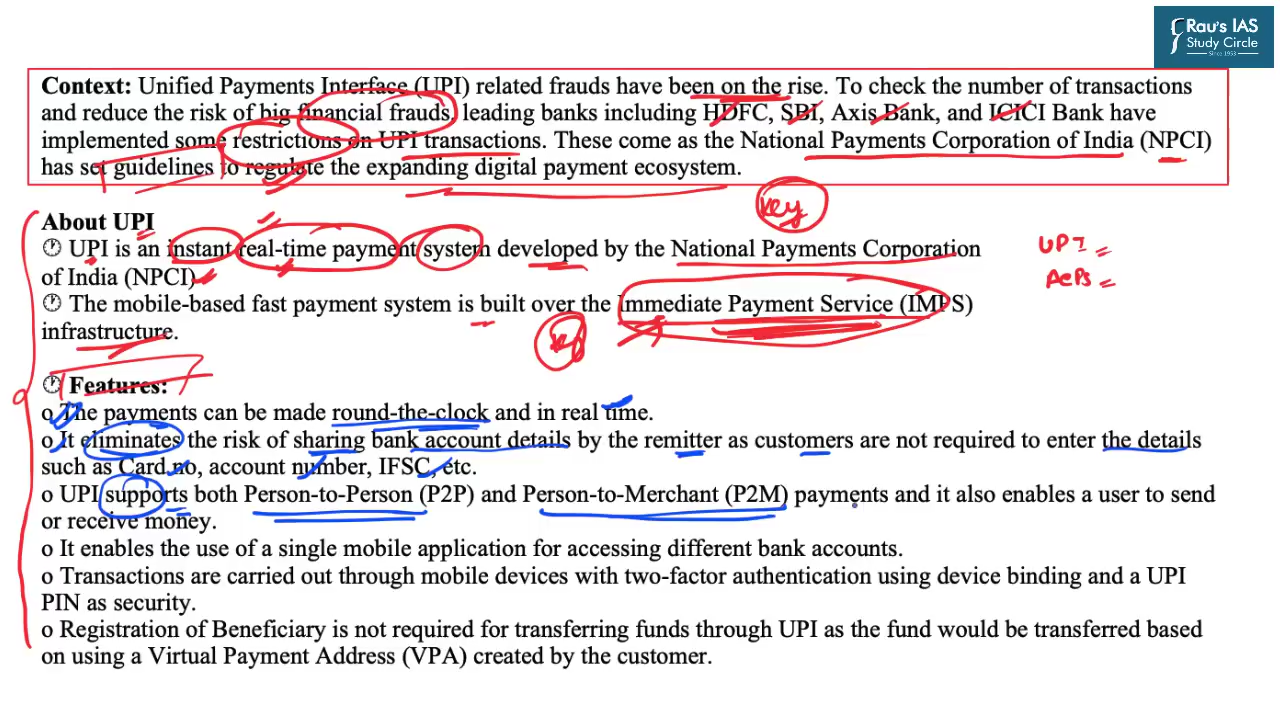 Rau's IAS
Study Circle
Since 1953
Context: Unified Payments Interface (UPI) related frauds have been on the rise. To check the number of transactions
and reduce the risk of big financial frauds, leading banks including HDFC, SBI, Axis Bank, and ICICI Bank have
implemented some restrictions on UPI transactions. These come as the National Payments Corporation of India (NPCI)
has set guidelines to regulate the expanding digital payment ecosystem.
key
About UPI
UPI is an instant real-time payment system developed by the National Payments Corporation
of India (NPCI).
UPI
AePs
The mobile-based fast payment system is built over the Immediate Payment Service (IMPS)
infrastructure.
Features:
o The payments can be made round-the-clock and in real time.
o It eliminates the risk of sharing bank account details by the remitter as customers are not required to enter the details
such as Card no, account number, IFSC, etc.
o UPI supports both Person-to-Person (P2P) and Person-to-Merchant (P2M) payments and it also enables a user to send
or receive money.
o It enables the use of a single mobile application for accessing different bank accounts.
o Transactions are carried out through mobile devices with two-factor authentication using device binding and a UPI
PIN as security.
o Registration of Beneficiary is not required for transferring funds through UPI as the fund would be transferred based
on using a Virtual Payment Address (VPA) created by the customer.